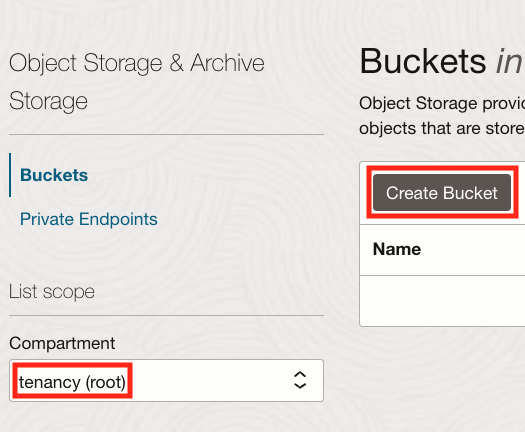 Object Storage & Archive
Storage
Buckets
Private Endpoints
List scope
Compartment
tenancy (root)
Buckets in
Object Storage provid
objects that are store
Create Bucket
Name